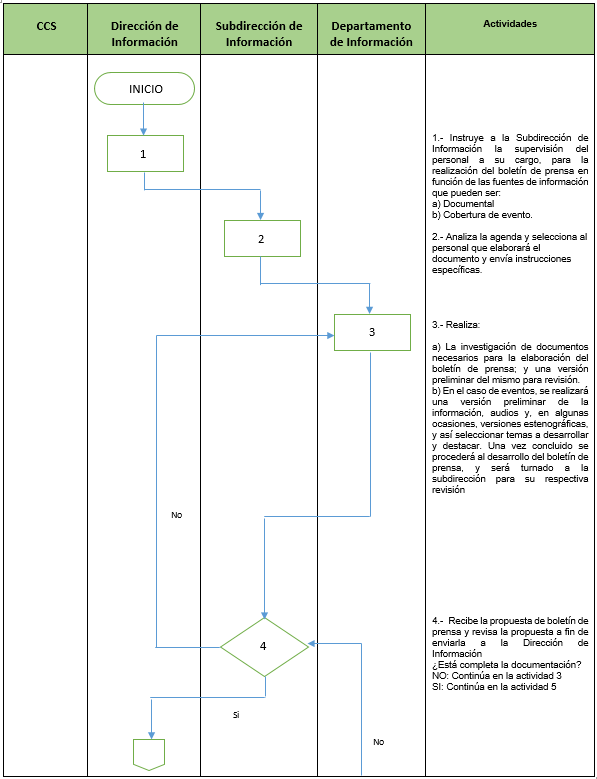 CCS
Dirección de
Información
Subdirección de
Información
Departamento
de Información
Actividades
INICIO
1
1.- Instruye a la Subdirección de
Información la supervisión del
personal a su cargo, para la
realización del boletín de prensa en
función de las fuentes de información
que pueden ser:
a) Documental
b) Cobertura de evento.
2
2.- Analiza la agenda y selecciona al
personal que elaborará el
documento y envía instrucciones
específicas.
3
3.- Realiza:
a) La investigación de documentos
necesarios para la elaboración del
boletín de prensa; y una versión
preliminar del mismo para revisión.
b) En el caso de eventos, se realizará
una versión preliminar de la
información, audios y, en algunas
ocasiones, versiones estenográficas,
y así seleccionar temas a desarrollar
y destacar. Una vez concluido se
procederá al desarrollo del boletín de
prensa, y será turnado a la
subdirección para su respectiva
revisión
No
4
4.- Recibe la propuesta de boletín de
prensa y revisa la propuesta a fin de
enviarla a la Dirección de
Información
¿Está completa la documentación?
NO: Continúa en la actividad 3
SI: Continúa en la actividad 5
Si
No